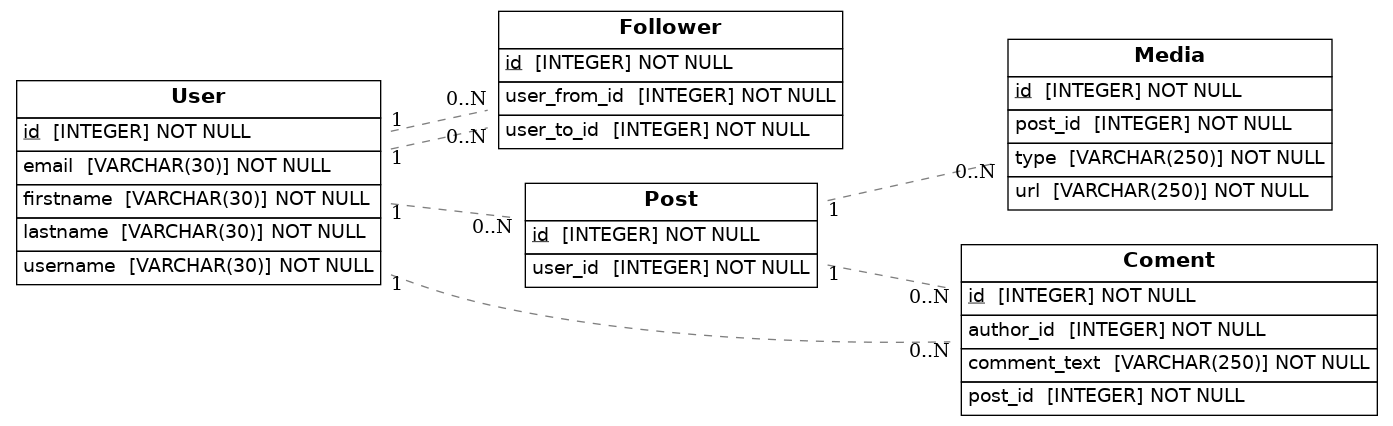 User
id [INTEGER] NOT NULL
email [VARCHAR(30)] NOT NULL
firstname [VARCHAR(30)] NOT NULL
lastname [VARCHAR(30)] NOT NULL
username [VARCHAR(30)] NOT NULL
1
0..N
1
0..N
1
0..N
1
0..N
Follower
id [INTEGER] NOT NULL
user_from_id [INTEGER] NOT NULL
user_to_id [INTEGER] NOT NULL
Post
id [INTEGER] NOT NULL
user_id [INTEGER] NOT NULL
1
0..N
1
0..N
Media
id [INTEGER] NOT NULL
post_id [INTEGER] NOT NULL
type [VARCHAR(250)] NOT NULL
url [VARCHAR(250)] NOT NULL
Coment
id [INTEGER] NOT NULL
author_id [INTEGER] NOT NULL
comment_text [VARCHAR(250)] NOT NULL
post_id [INTEGER] NOT NULL